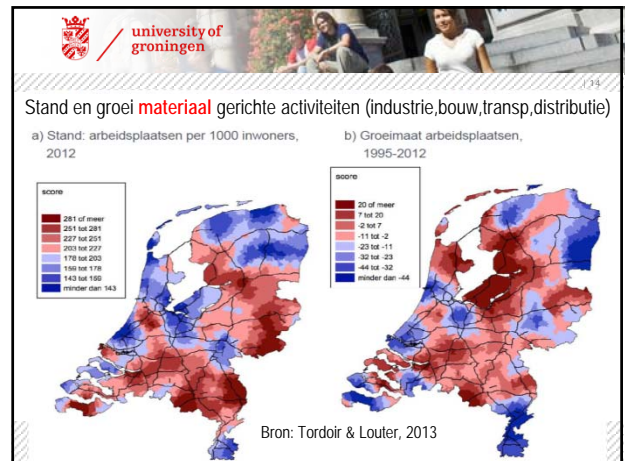 university of
groningen
| 14
Stand en groei materiaal gerichte activiteiten (industrie,bouw,transp,distributie)
a) Stand: arbeidsplaatsen per 1000 inwoners,
2012
score
281 of meer
251 tot 281
227 tot 251
203 tot 227
178 tot 203
159 tot 178
143 tot 159
minder dan 143
b) Groeimaat arbeidsplaatsen,
1995-2012
score
20 of meer
7 tot 20
-2 tot 7
-11 tot -2
-23 tot -11
-32 tot -23
-44 tot -32
minder dan -44
Bron: Tordoir & Louter, 2013